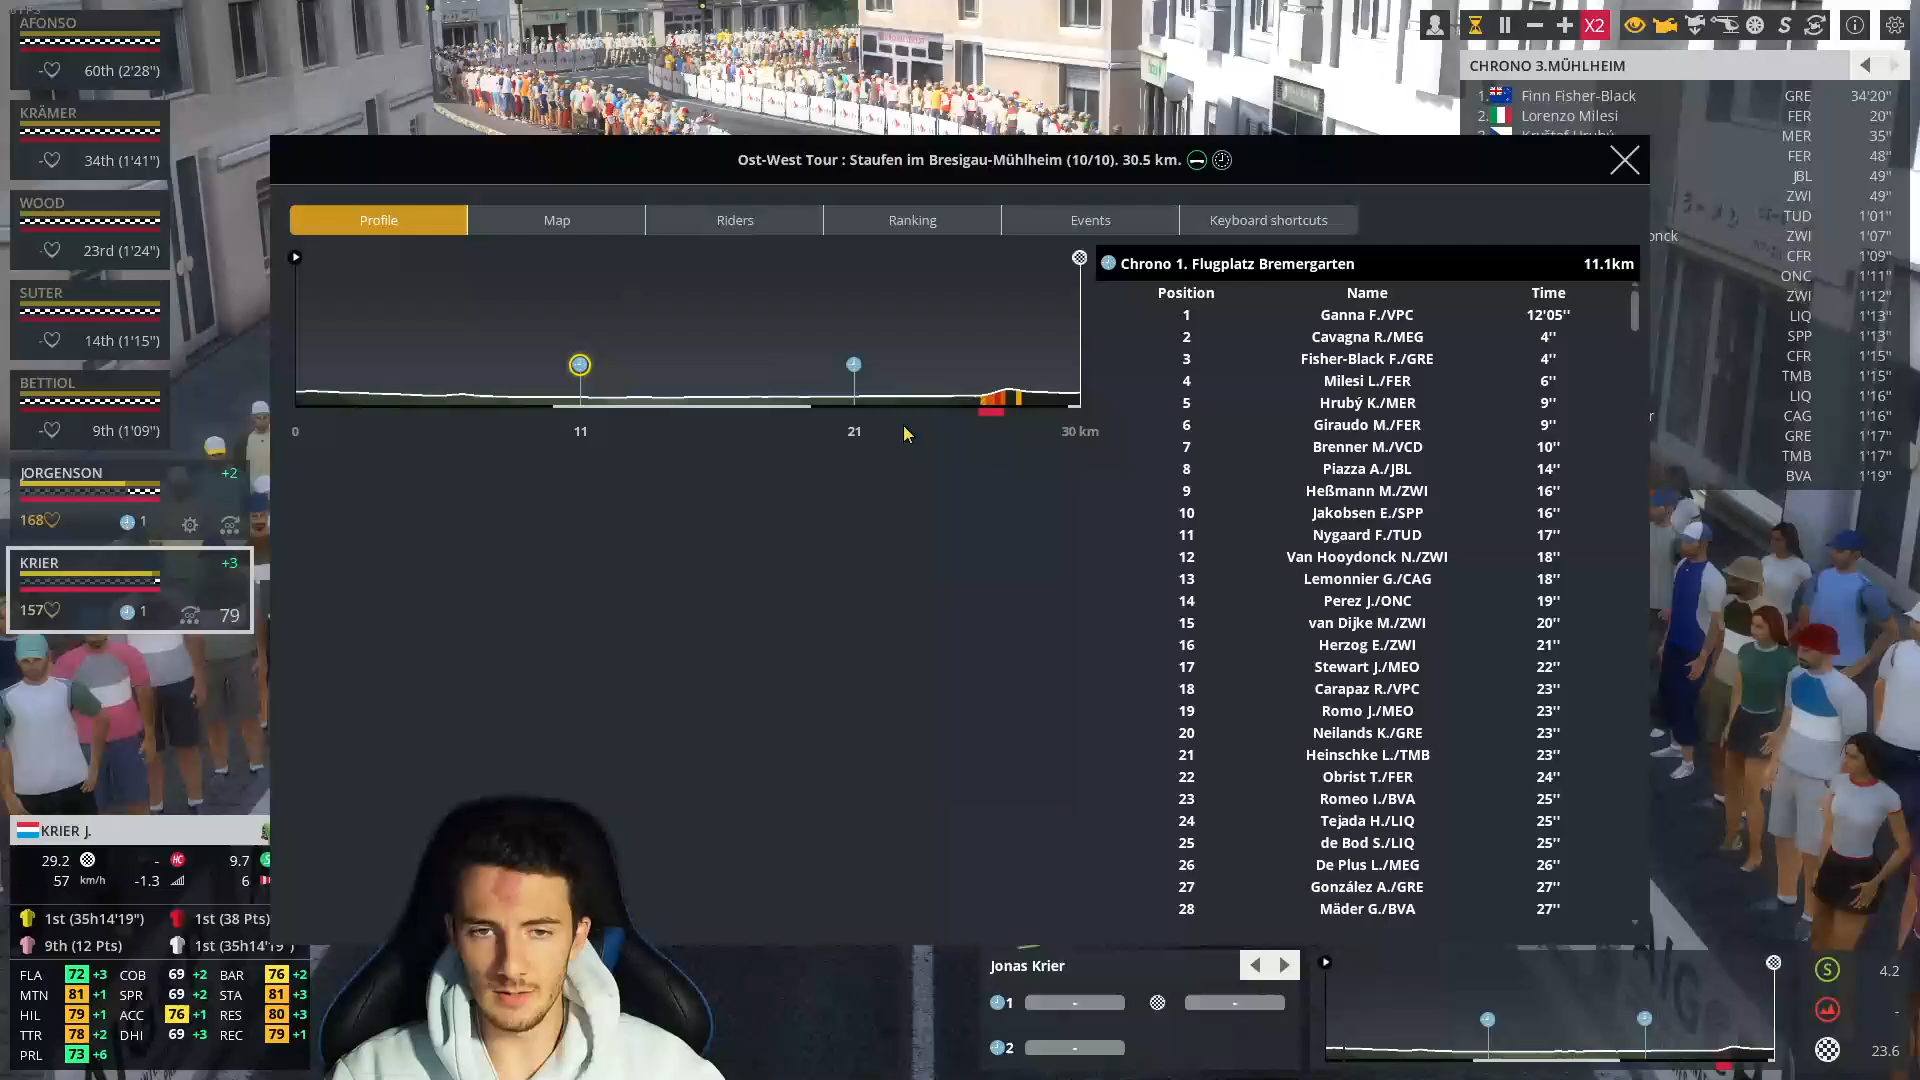 AFONSO
60th (2'28")
KRÄMER
34th (1'41")
WOOD
23rd (1'24")
SUTER
14th (1'15")
BETTIOL
9th (1'09")
JORGENSON +2
168 1
KRIER +3
157 1 79
X2
CHRONO 3.MÜHLHEIM
1. Finn Fisher-Black GRE 34'20"
2. Lorenzo Milesi FER 20"
MER 35"
FER 48"
JBL 49"
ZWI 49"
TUD 1'01"
onck ZWI 1'07"
CFR 1'09"
ONC 1'11"
ZWI 1'12"
LIQ 1'13"
SPP 1'13"
CFR 1'15"
TMB 1'15"
LIQ 1'16"
CAG 1'16"
GRE 1'17"
TMB 1'17"
BVA 1'19"
Ost-West Tour : Staufen im Bresigau-Mühlheim (10/10). 30.5 km.
Profile Map Riders Ranking Events Keyboard shortcuts
0 11 21 30 km
Chrono 1. Flugplatz Bremergarten 11.1km
Position Name Time
1 Ganna F./VPC 12'05''
2 Cavagna R./MEG 4''
3 Fisher-Black F./GRE 4''
4 Milesi L./FER 6''
5 Hrubý K./MER 9''
6 Giraudo M./FER 9''
7 Brenner M./VCD 10''
8 Piazza A./JBL 14''
9 Heßmann M./ZWI 16''
10 Jakobsen E./SPP 16''
11 Nygaard F./TUD 17''
12 Van Hooydonck N./ZWI 18''
13 Lemonnier G./CAG 18''
14 Perez J./ONC 19''
15 van Dijke M./ZWI 20''
16 Herzog E./ZWI 21''
17 Stewart J./MEO 22''
18 Carapaz R./VPC 23''
19 Romo J./MEO 23''
20 Neilands K./GRE 23''
21 Heinschke L./TMB 23''
22 Obrist T./FER 24''
23 Romeo I./BVA 25''
24 Tejada H./LIQ 25''
25 de Bod S./LIQ 25''
26 De Plus L./MEG 26''
27 González A./GRE 27''
28 Mäder G./BVA 27''
KRIER J.
29.2 - HC 9.7 S
57 km/h -1.3 6
1st (35h14'19") 1st (38 Pts)
9th (12 Pts) 1st (35h14'19")
FLA 72 +3 COB 69 +2 BAR 76 +2
MTN 81 +1 SPR 69 +2 STA 81 +3
HIL 79 +1 ACC 76 +1 RES 80 +3
TTR 78 +2 DHI 69 +3 REC 79 +1
PRL 73 +6
Jonas Krier
1 - -
2 -
S 4.2
-
23.6